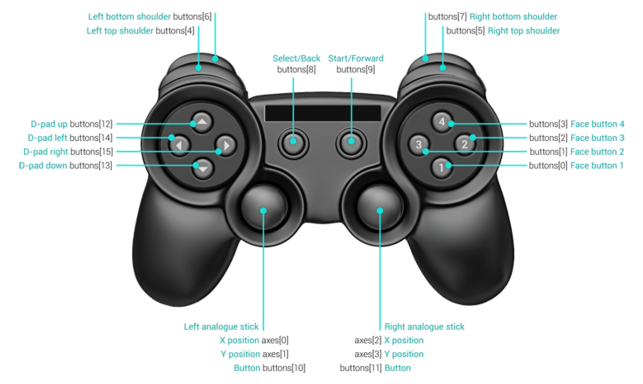 Left bottom shoulder buttons[6]
buttons[7] Right bottom shoulder
Left top shoulder buttons[4]
buttons[5] Right top shoulder
Select/Back
buttons[8]
Start/Forward
buttons[9]
D-pad up buttons[12]
D-pad left buttons[14]
D-pad right buttons[15]
D-pad down buttons[13]
4
3
2
1
buttons[3] Face button 4
buttons[2] Face button 3
buttons[1] Face button 2
buttons[0] Face button 1
Left analogue stick
X position axes[0]
Y position axes[1]
Button buttons[10]
Right analogue stick
axes[2] X position
axes[3] Y position
buttons[11] Button